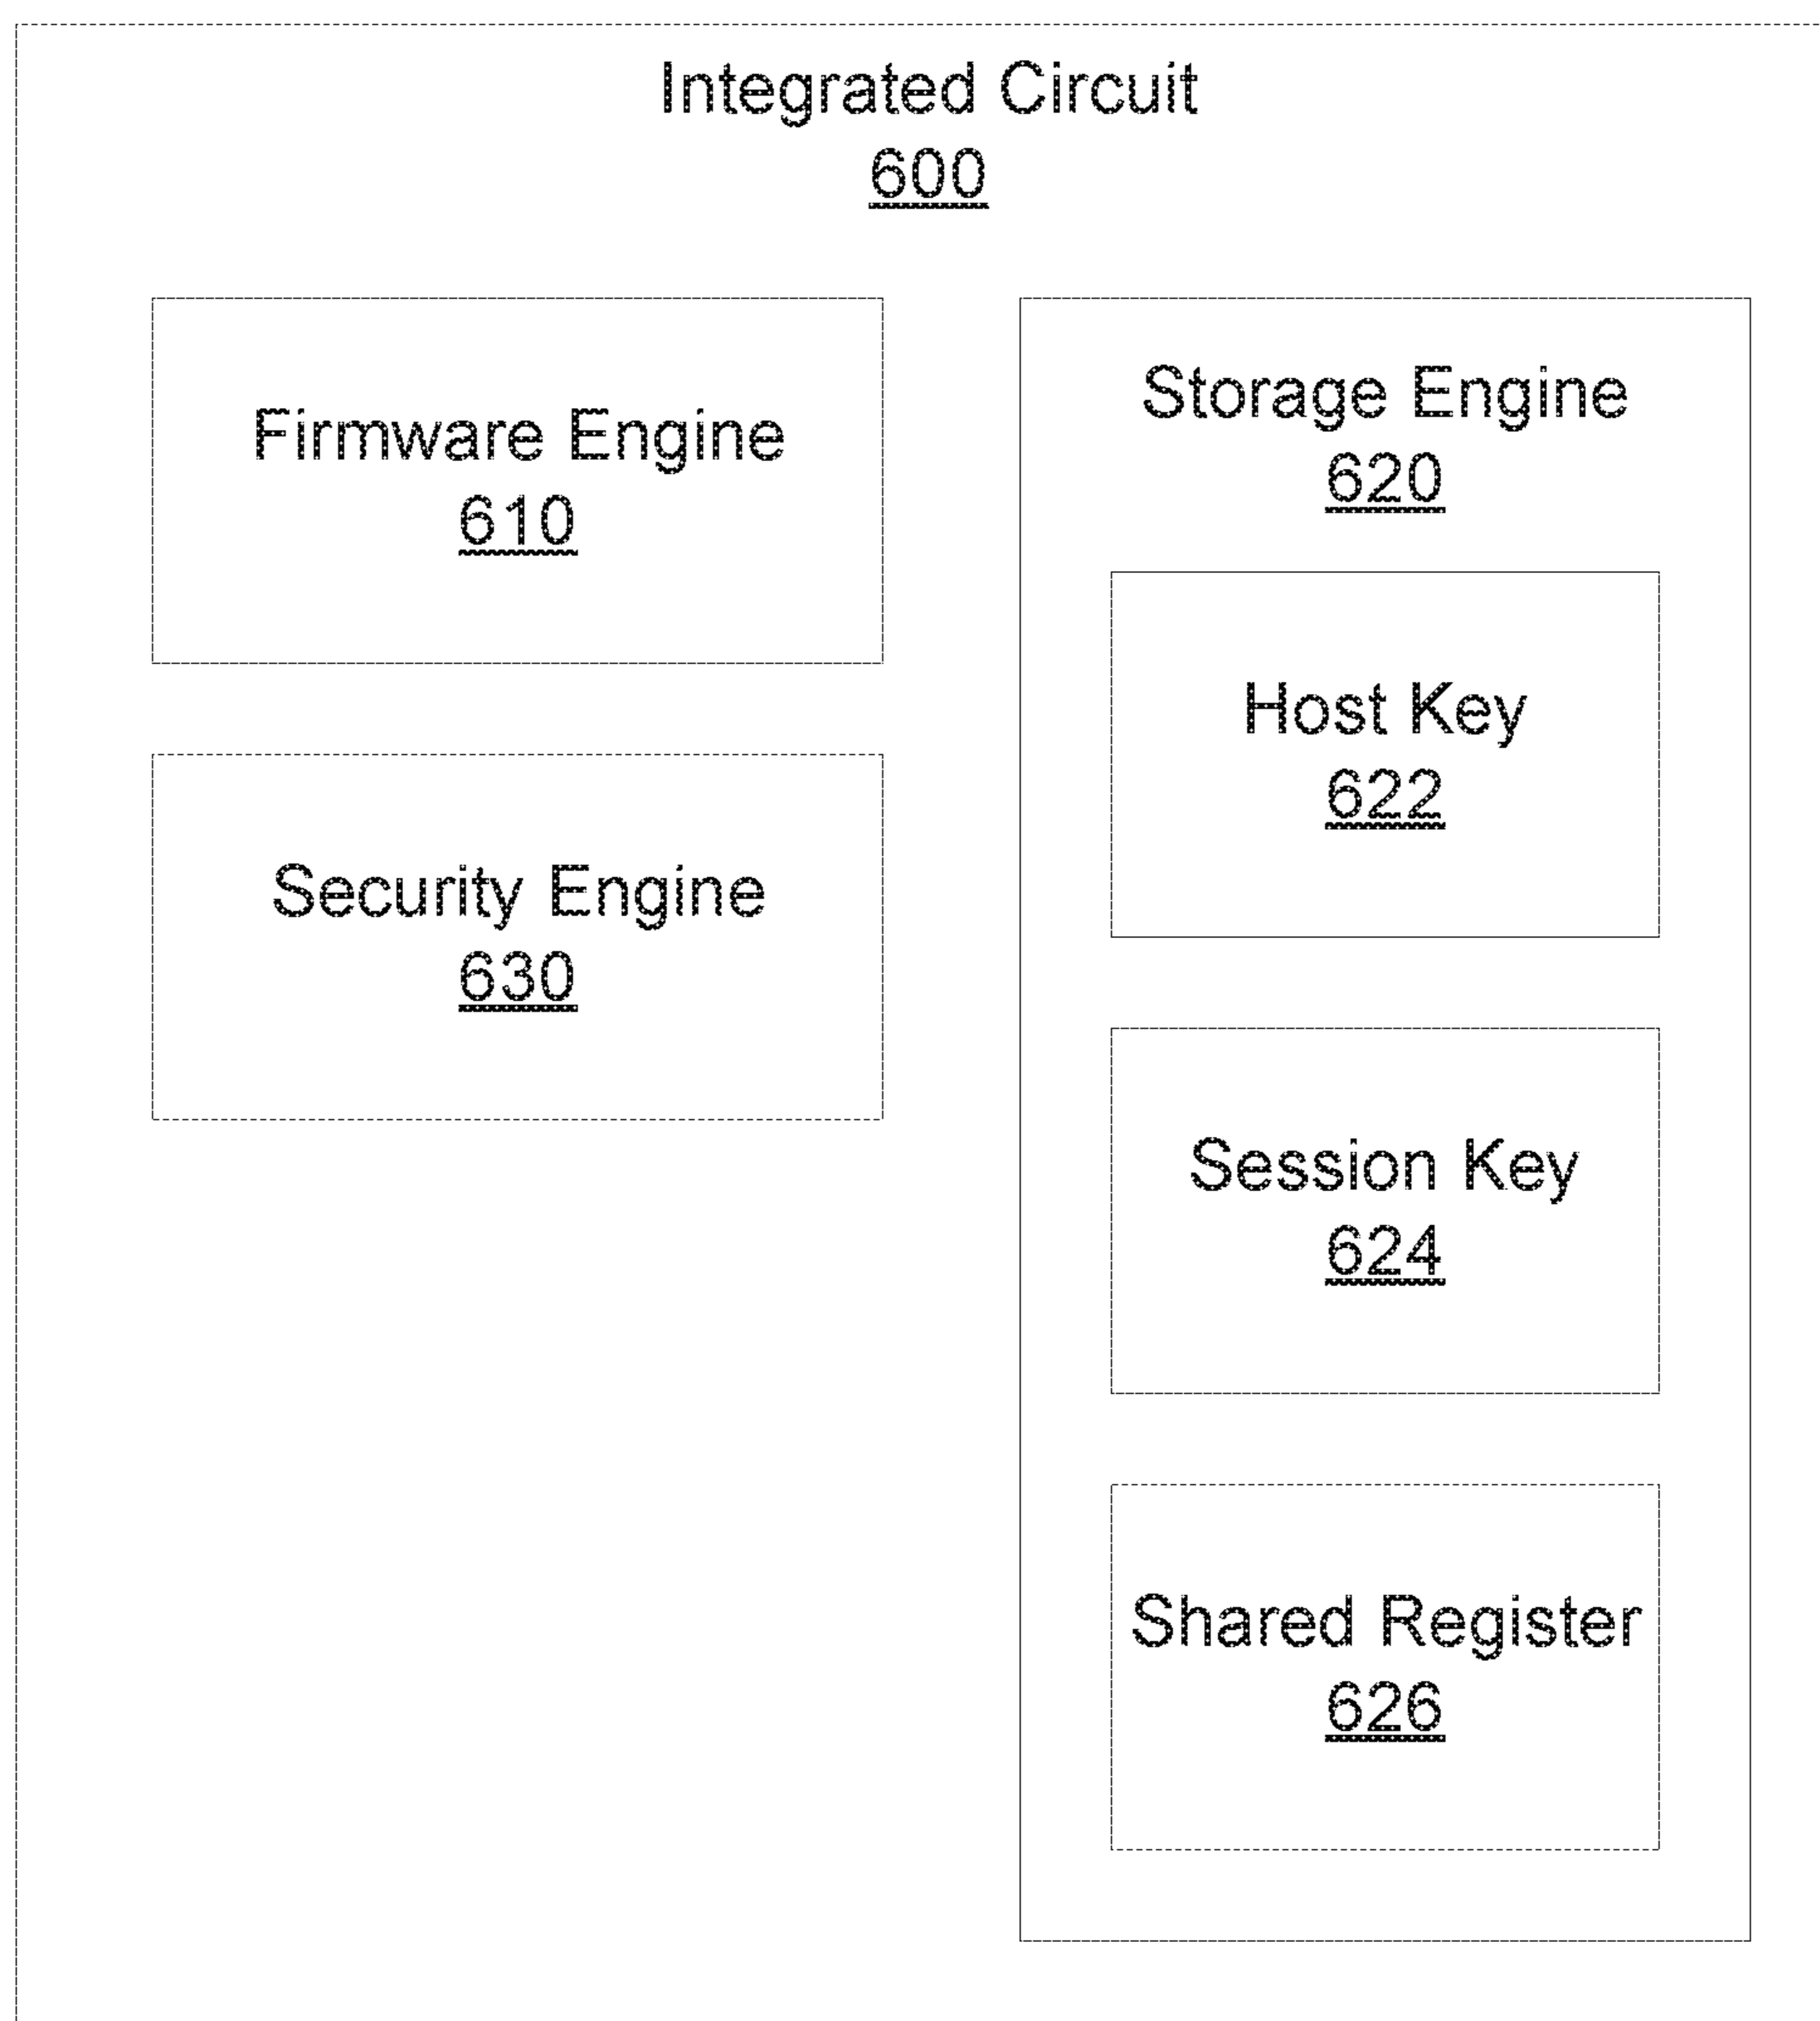 Integrated Circuit
600
Firmware Engine
610
Security Engine
630
Storage Engine
620
Host Key
622
Session Key
624
Shared Register
626